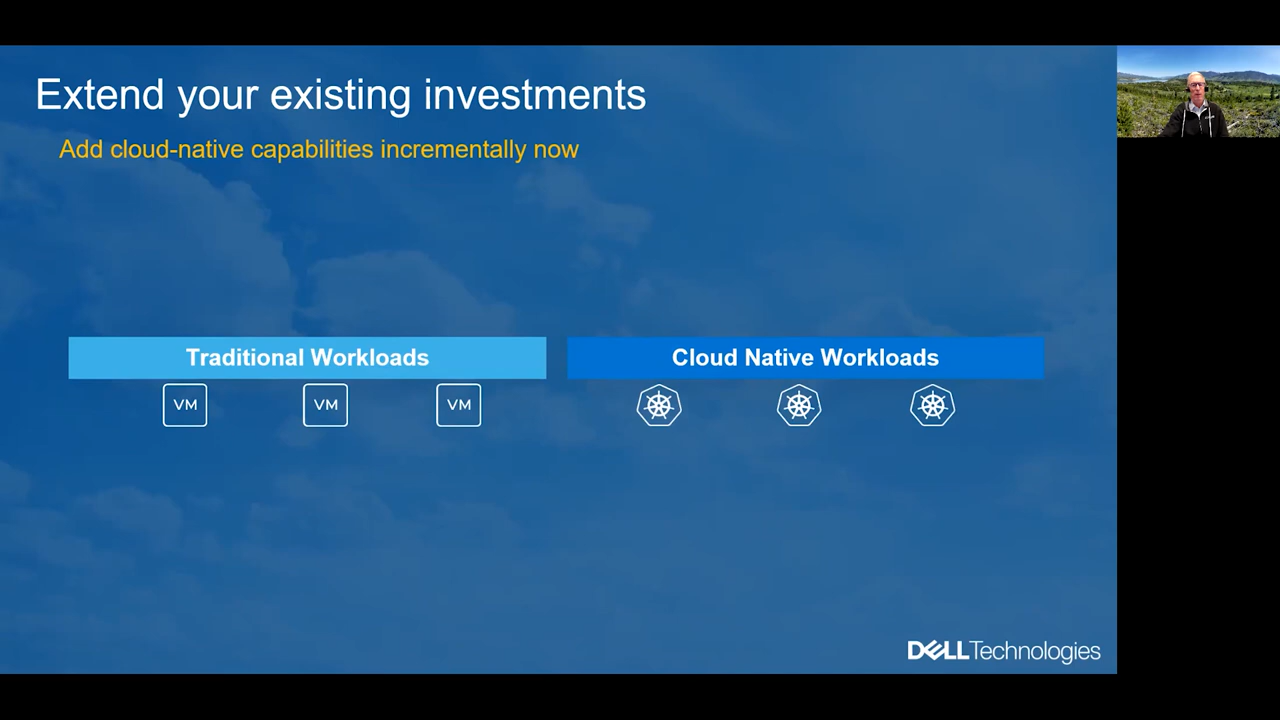 Extend your existing investments
Add cloud-native capabilities incrementally now
Traditional Workloads
Cloud Native Workloads
VM
VM
VM
DELLTechnologies